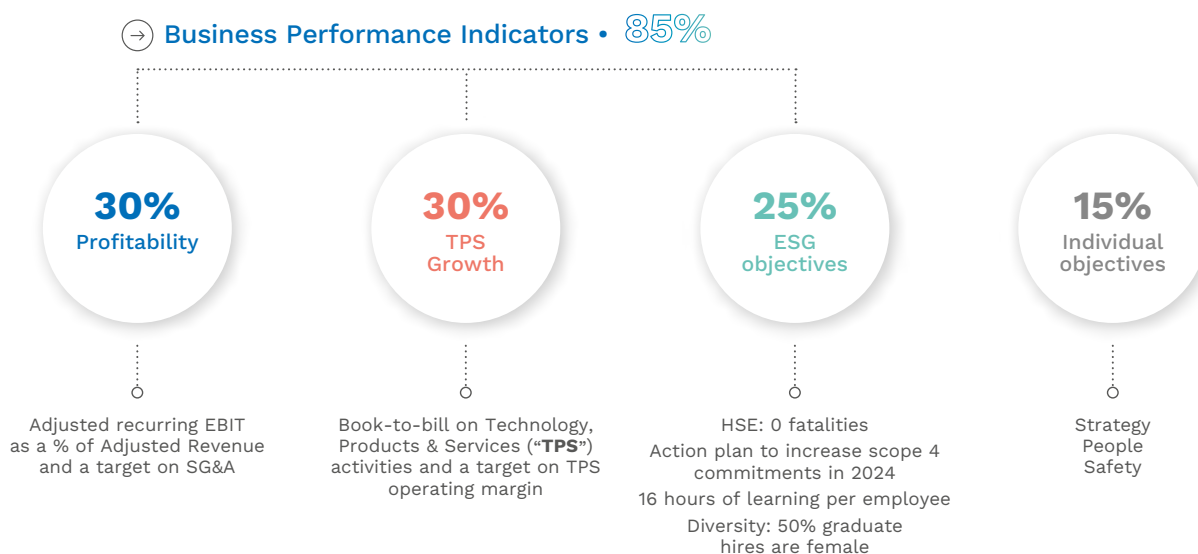 Business Performance Indicators • 85%
30%
Profitability
Adjusted recurring EBIT
as a % of Adjusted Revenue
and a target on SG&A
30%
TPS
Growth
Book-to-bill on Technology,
Products & Services (“TPS”)
activities and a target on TPS
operating margin
25%
ESG
objectives
HSE: 0 fatalities
Action plan to increase scope 4
commitments in 2024
16 hours of learning per employee
Diversity: 50% graduate
hires are female
15%
Individual
objectives
Strategy
People
Safety